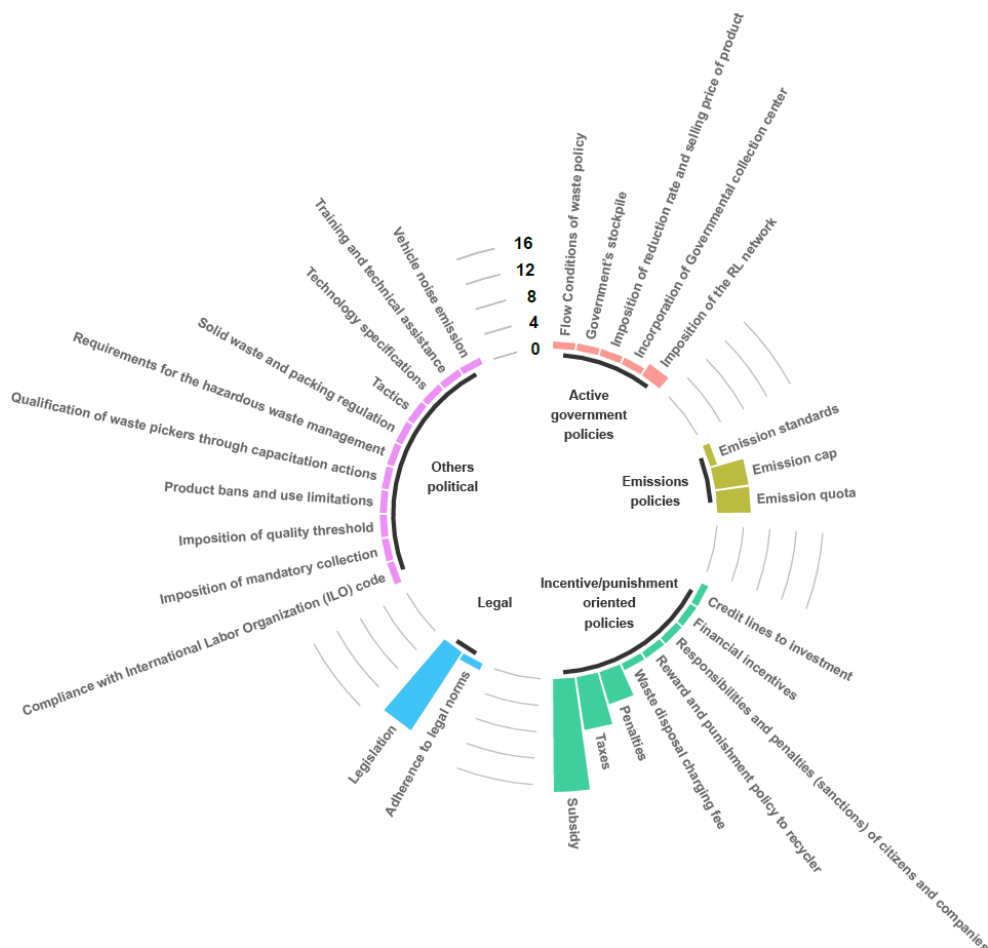 Flow Conditions of waste policy
Government's stockpile
Imposition of reduction rate and selling price of product
Incorporation of Governmental collection center
Imposition of the RL network
Active
government
policies
Emission standards
Emission cap
Emission quota
Emissions
policies
Credit lines to investment
Financial incentives
Responsibilities and penalties (sanctions) of citizens and companies
Reward and punishment policy to recycler
Waste disposal charging fee
Penalties
Taxes
Subsidy
Incentive/punishment
oriented
policies
Adherence to legal norms
Legislation
Legal
Compliance with International Labor Organization (ILO) code
Imposition of mandatory collection
Imposition of quality threshold
Product bans and use limitations
Qualification of waste pickers through capacitation actions
Requirements for the hazardous waste management
Solid waste and packing regulation
Tactics
Technology specifications
Training and technical assistance
Vehicle noise emission
Others
political
16
12
8
4
0